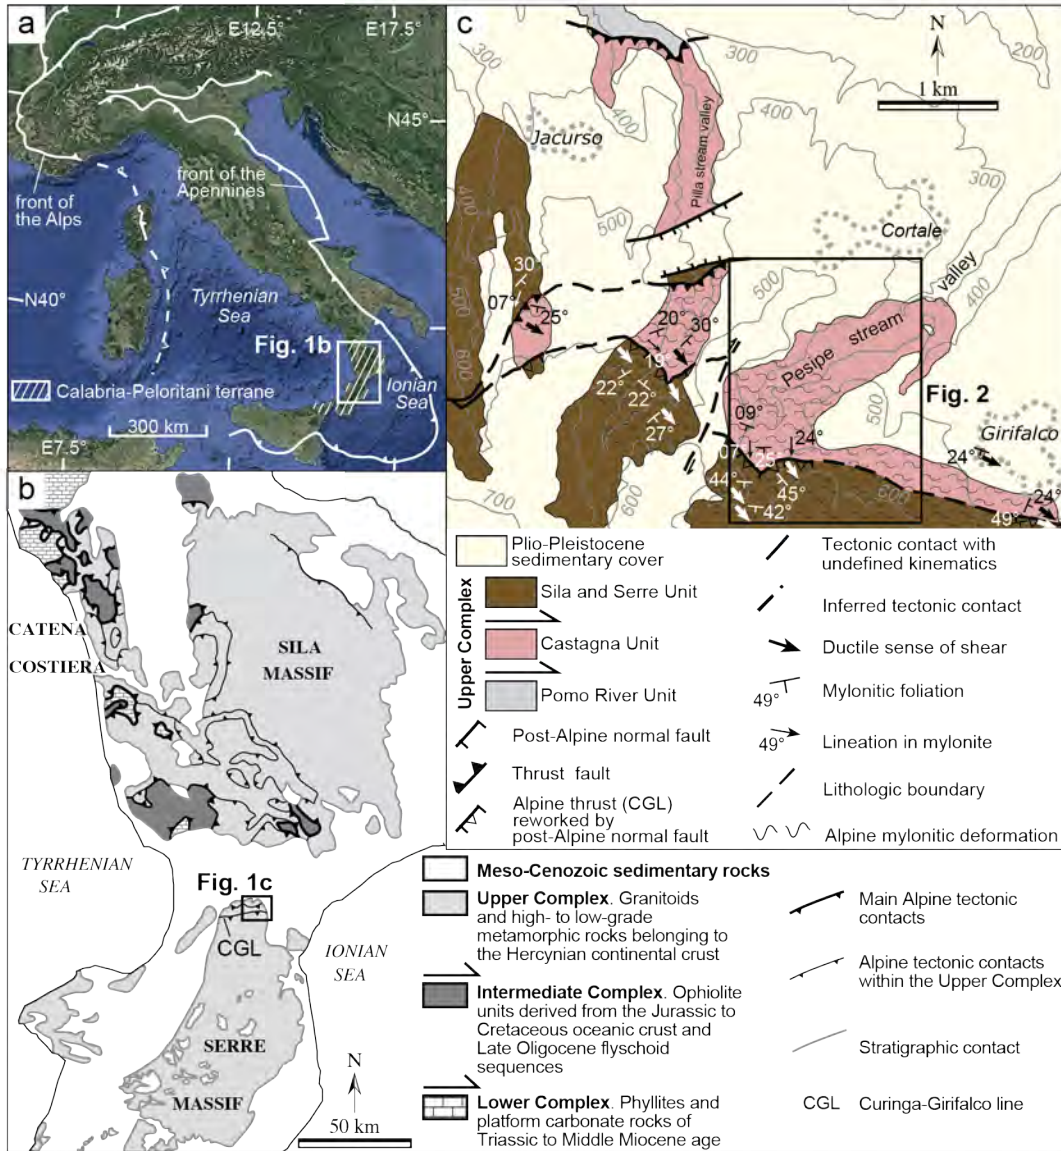 a
E12.5°
E17.5°
N45°
front of the
Apennines
front of
the Alps
N40°
Tyrrhenian
Sea
Fig. 1b
Ionian
Sea
Calabria-Peloritani terrane
300 km
E7.5°
b
CATENA
COSTIERA
SILA
MASSIF
TYRRHENIAN
SEA
Fig. 1c
CGL
IONIAN
SEA
SERRE
MASSIF
N
50 km
c
N
1 km
300
200
400
400
300
Jacurso
Pilla stream valley
500
400
Cortale
valley
400
30°
07°
25°
500
600
20°
30°
19°
22°
22°
27°
500
Pesipe stream
Fig. 2
500
09°
24°
07°
25°
44°
45°
42°
Girifalco
24°
24°
49°
600
600
700
Plio-Pleistocene
sedimentary cover
Upper Complex
Sila and Serre Unit
Castagna Unit
Pomo River Unit
Post-Alpine normal fault
Thrust fault
Alpine thrust (CGL)
reworked by
post-Alpine normal fault
Tectonic contact with
undefined kinematics
Inferred tectonic contact
Ductile sense of shear
49° Mylonitic foliation
49° Lineation in mylonite
Lithologic boundary
Alpine mylonitic deformation
Meso-Cenozoic sedimentary rocks
Upper Complex. Granitoids
and high- to low-grade
metamorphic rocks belonging to
the Hercynian continental crust
Intermediate Complex. Ophiolite
units derived from the Jurassic to
Cretaceous oceanic crust and
Late Oligocene flyschoid
sequences
Lower Complex. Phyllites and
platform carbonate rocks of
Triassic to Middle Miocene age
Main Alpine tectonic
contacts
Alpine tectonic contacts
within the Upper Complex
Stratigraphic contact
CGL Curinga-Girifalco line